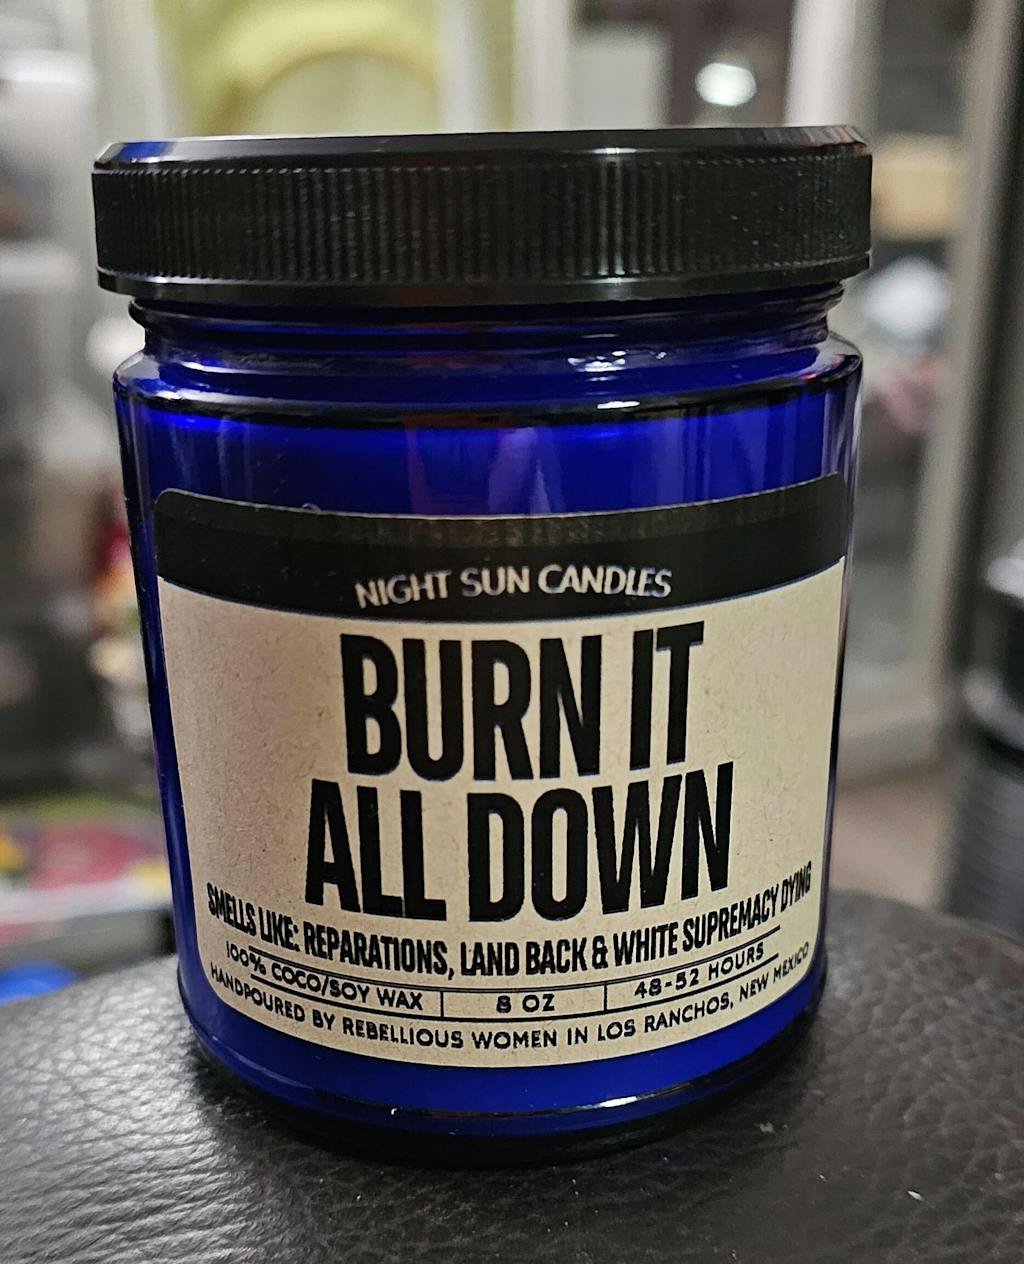 NIGHT SUN CANDLES
BURN IT
ALL DOWN
SMELLS LIKE: REPARATIONS, LAND BACK & WHITE SUPREMACY DYING
100% COCO/SOY WAX 8 OZ 48-52 HOURS
HANDPOURED BY REBELLIOUS WOMEN IN LOS RANCHOS, NEW MEXICO